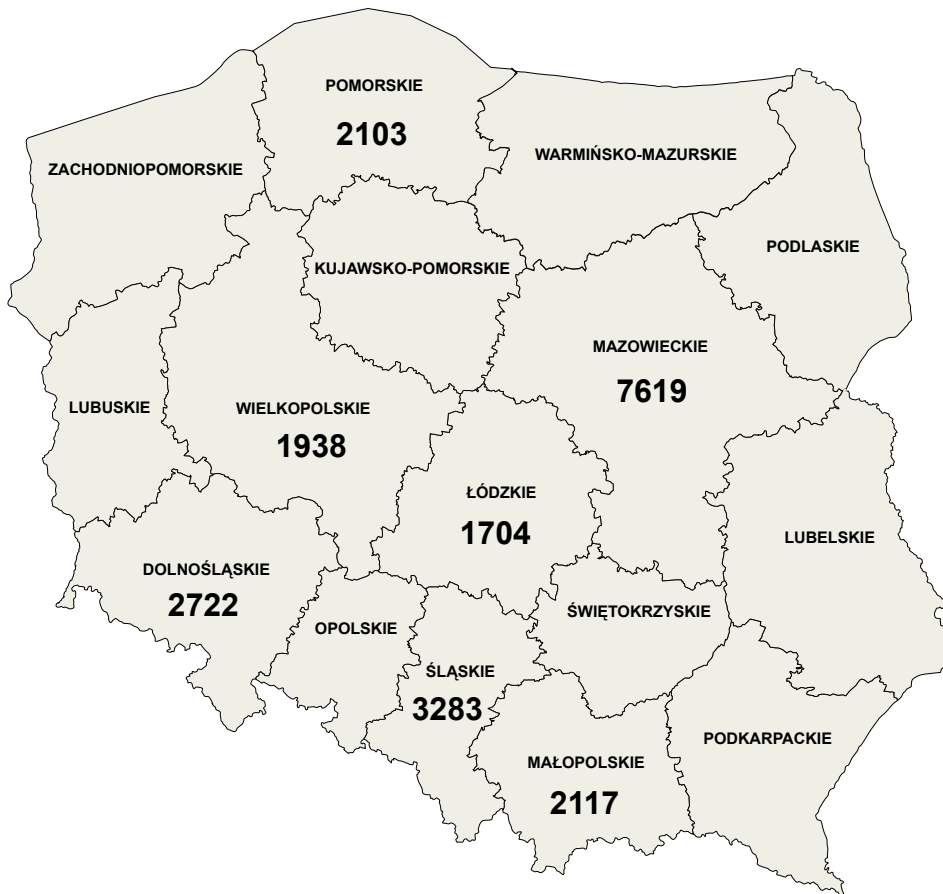 POMORSKIE
2103
ZACHODNIOPOMORSKIE
WARMIŃSKO-MAZURSKIE
PODLASKIE
KUJAWSKO-POMORSKIE
MAZOWIECKIE
7619
LUBUSKIE
WIELKOPOLSKIE
1938
ŁÓDZKIE
1704
LUBELSKIE
DOLNOŚLĄSKIE
2722
OPOLSKIE
ŚWIĘTOKRZYSKIE
ŚLĄSKIE
3283
PODKARPACKIE
MAŁOPOLSKIE
2117